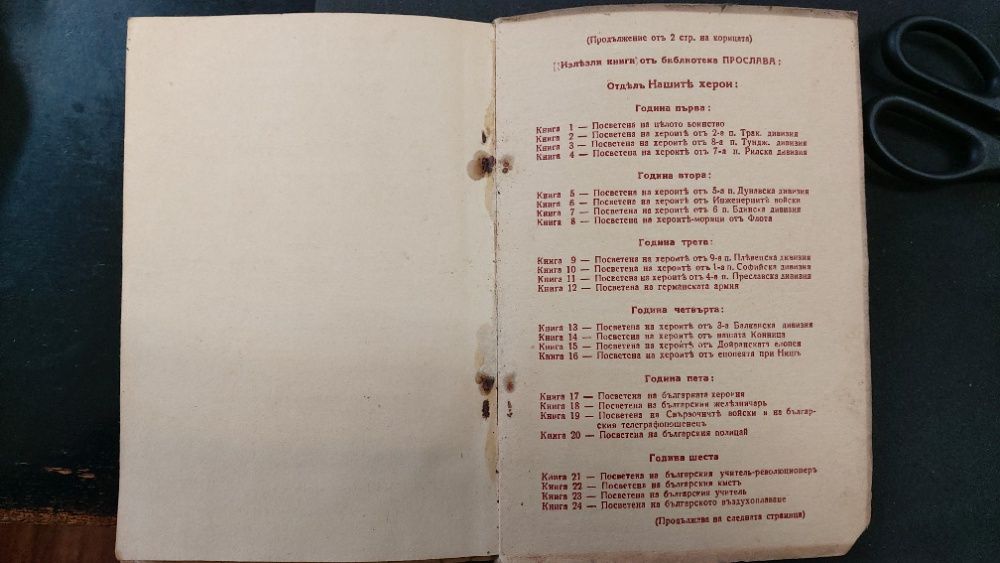 (Продължение отъ 2 стр. на корицата)
Излѣзли книги отъ библиотека ПРОСЛАВА:
Отдѣлъ Нашитѣ херои:
Година първа:
Книга 1 — Посветена на цѣлото воинство
Книга 2 — Посветена на хероитѣ отъ 2-а п. Трак. дивизия
Книга 3 — Посветена на хероитѣ отъ 8-а п. Тундж. дивизия
Книга 4 — Посветена на хероитѣ отъ 7-а п. Рилска дивизия
Година втора:
Книга 5 — Посветена на хероитѣ отъ 5-а п. Дунавска дивизия
Книга 6 — Посветена на хероитѣ отъ Инженернитѣ войски
Книга 7 — Посветена на хероитѣ отъ 6 п. Бдинска дивизия
Книга 8 — Посветена на хероитѣ-моряци от Флота
Година трета:
Книга 9 — Посветена на хероитѣ отъ 9-а п. Плѣвенска дивизия
Книга 10 — Посветена на хероитѣ отъ 1-а п. Софийска дивизия
Книга 11 — Посветена на хероитѣ отъ 4-а п. Преславска дивизия
Книга 12 — Посветена на германската армия
Година четвърта:
Книга 13 — Посветена на хероитѣ отъ 3-а Балканска дивизия
Книга 14 — Посветена на хероитѣ отъ нашата Конница
Книга 15 — Посветена на хероитѣ отъ Дойранската епопея
Книга 16 — Посветена на хероитѣ отъ епопеята при Нишъ
Година пета:
Книга 17 — Посветена на българката хероиня
Книга 18 — Посветена на българския желѣзничарь
Книга 19 — Посветена на Свързочнитѣ войски и на българ-
ския телеграфопощенецъ
Книга 20 — Посветена на българския полицай
Година шеста
Книга 21 — Посветена на българския учитель-революционеръ
Книга 22 — Посветена на българския кметъ
Книга 23 — Посветена на българския учитель
Книга 24 — Посветена на българското въздухоплаване
(Продължава на следната страница)